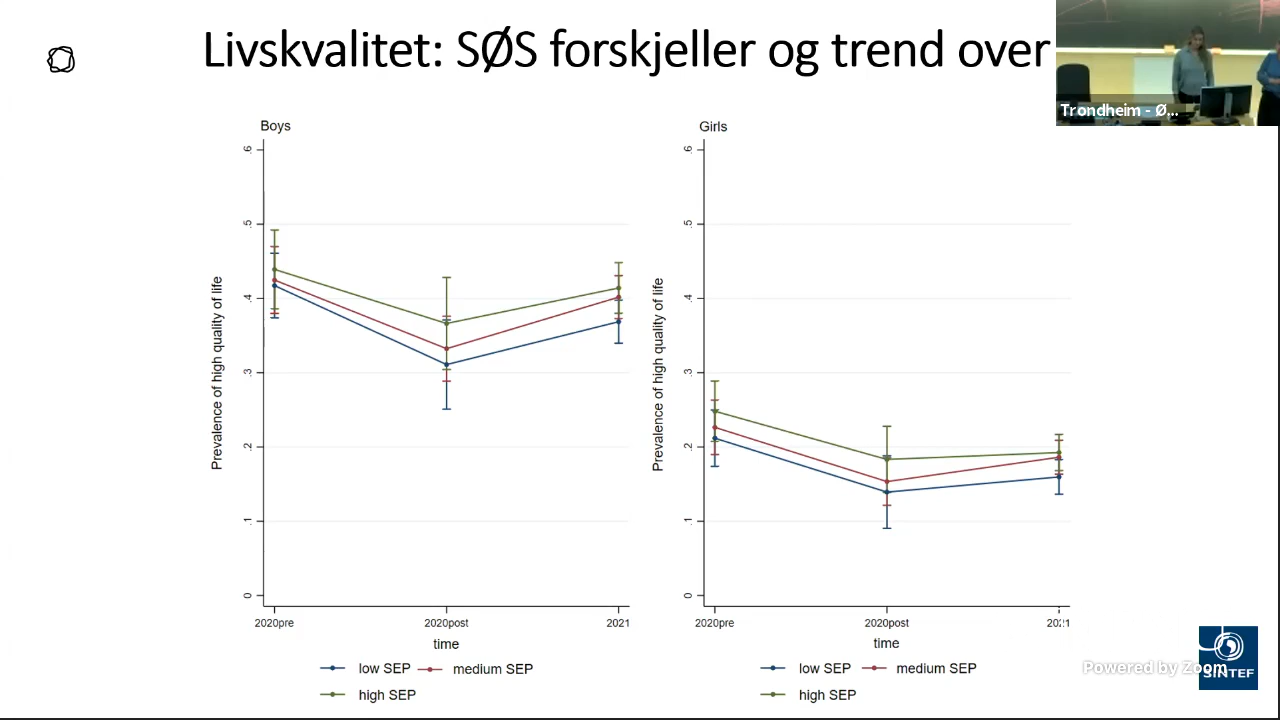 Livskvalitet: SØS forskjeller og trend over
Trondheim - Ø...
Boys
Prevalence of high quality of life
.6
.5
.4
.3
.2
.1
0
2020pre
2020post
2021
time
low SEP
medium SEP
high SEP
Girls
Prevalence of high quality of life
.6
.5
.4
.3
.2
.1
0
2020pre
2020post
time
low SEP
medium SEP
high SEP
Powered by Zoom
SINTEF